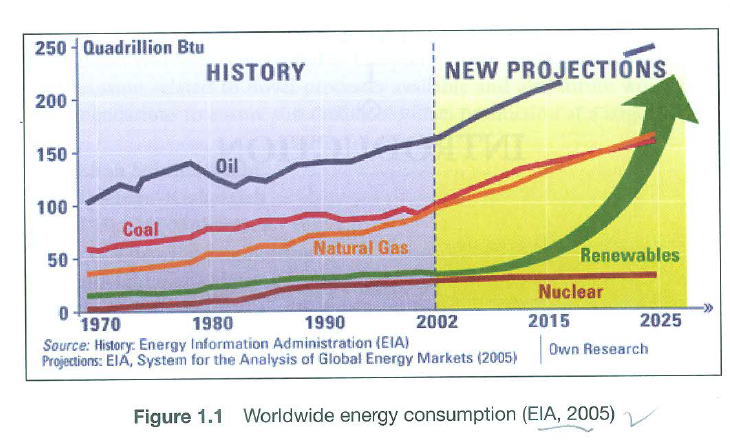 250 Quadrillion Btu
HISTORY
NEW PROJECTIONS
200
150
100
50
0
Oil
Coal
Natural Gas
Renewables
Nuclear
1970 1980 1990 2002 2015 2025
Source: History: Energy Information Administration (EIA)
Projections: EIA, System for the Analysis of Global Energy Markets (2005)
Own Research
Figure 1.1 Worldwide energy consumption (EIA, 2005)